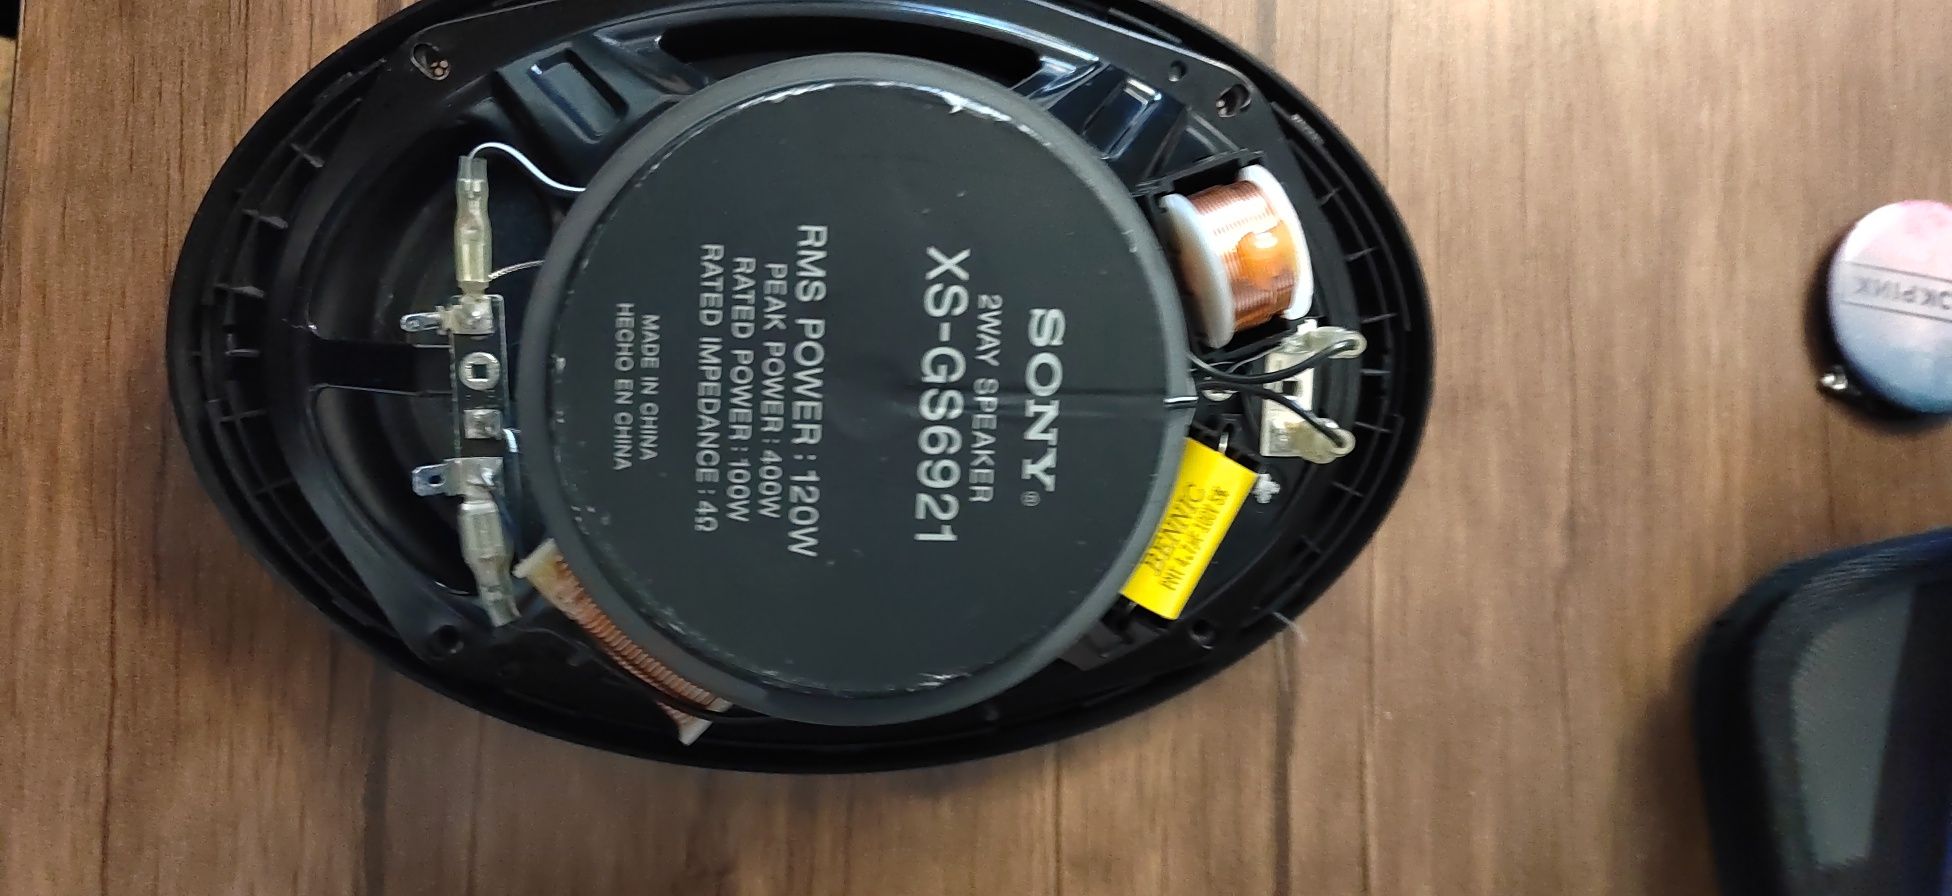 SONY®
2WAY SPEAKER
XS-GS6921
RMS POWER : 120W
PEAK POWER : 400W
RATED POWER : 100W
RATED IMPEDANCE : 4Ω
MADE IN CHINA
HECHO EN CHINA
BENNIC